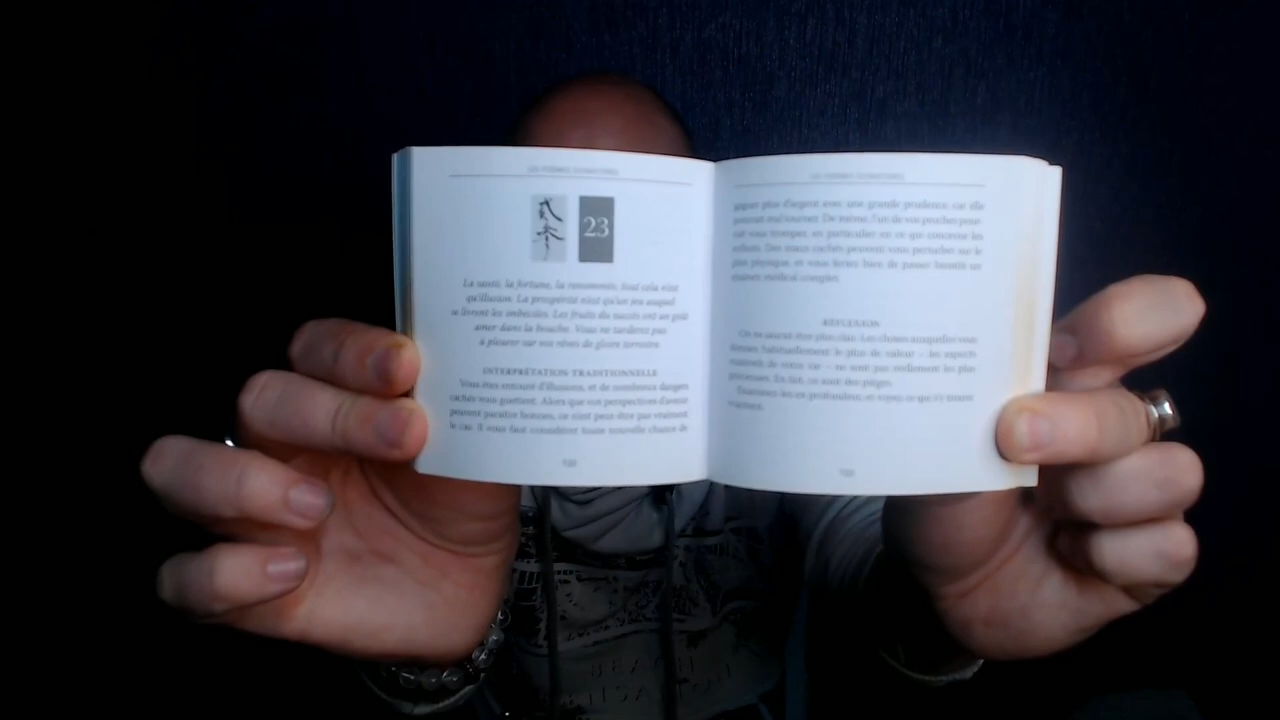 23
La santé, la fortune, la renommée, tout cela n'est
qu'illusion. La prospérité n'est qu'un jeu auquel
se livrent les imbéciles. Les fruits du succès ont un goût
amer dans la bouche. Vous ne tarderez pas
à pleurer sur vos rêves de gloire terrestre
INTERPRÉTATION TRADITIONNELLE
Vous êtes entouré d'illusions, et de nombreux dangers
cachés vous guettent. Alors que vos perspectives d'avenir
peuvent paraître bonnes, ce n'est peut-être pas vraiment
le cas. Il vous faut considérer toute nouvelle chance de
gagner plus d'argent avec une grande prudence, car elle
pourrait mal tourner. De même, l'un de vos proches pour-
rait vous tromper, en particulier en ce qui concerne les
enfants. Des maux cachés peuvent vous perturber sur le
plan physique, et vous feriez bien de passer bientôt un
examen médical complet.
RÉFLEXION
On ne saurait être plus clair. Les choses auxquelles vous
donnez habituellement le plus de valeur – les aspects
matériels de votre vie – ne sont pas réellement les plus
précieuses. En fait, ce sont des pièges.
Examinez-les en profondeur, et voyez ce qui s'y trouve
vraiment.
BEACH